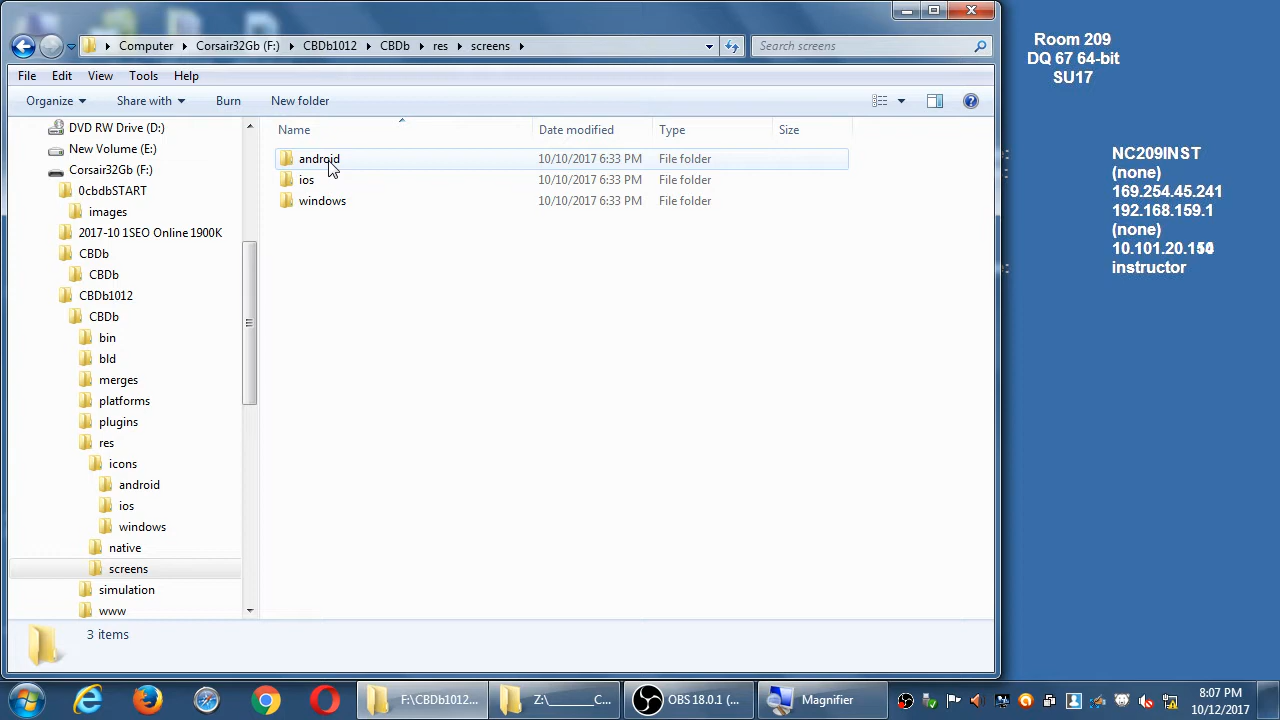 Computer
Corsair32Gb (F:)
CBDb1012
CBDb
res
screens
Search screens
File Edit View Tools Help
Organize Share with Burn New folder
Name Date modified Type Size
android 10/10/2017 6:33 PM File folder
ios 10/10/2017 6:33 PM File folder
windows 10/10/2017 6:33 PM File folder
DVD RW Drive (D:)
New Volume (E:)
Corsair32Gb (F:)
0cbdbSTART
images
2017-10 1SEO Online 1900K
CBDb
CBDb
CBDb1012
CBDb
bin
bld
merges
platforms
plugins
res
icons
android
ios
windows
native
screens
simulation
www
3 items
Room 209
DQ 67 64-bit
SU17
NC209INST
(none)
169.254.45.241
192.168.159.1
(none)
instructor
F:\CBDb1012...
Z:\_______C...
OBS 18.0.1 (...
Magnifier
8:07 PM
10/12/2017